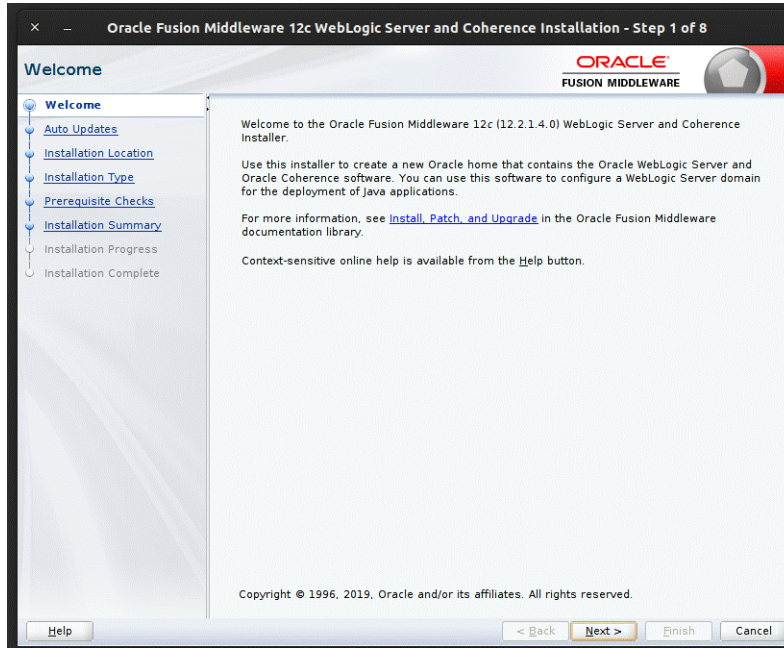 Oracle Fusion Middleware 12c WebLogic Server and Coherence Installation - Step 1 of 8
Welcome
ORACLE
FUSION MIDDLEWARE
Welcome
Auto Updates
Installation Location
Installation Type
Prerequisite Checks
Installation Summary
Installation Progress
Installation Complete
Welcome to the Oracle Fusion Middleware 12c (12.2.1.4.0) WebLogic Server and Coherence
Installer.
Use this installer to create a new Oracle home that contains the Oracle WebLogic Server and
Oracle Coherence software. You can use this software to configure a WebLogic Server domain
for the deployment of Java applications.
For more information, see Install, Patch, and Upgrade in the Oracle Fusion Middleware
documentation library.
Context-sensitive online help is available from the Help button.
Copyright © 1996, 2019, Oracle and/or its affiliates. All rights reserved.
Help
< Back
Next >
Finish
Cancel